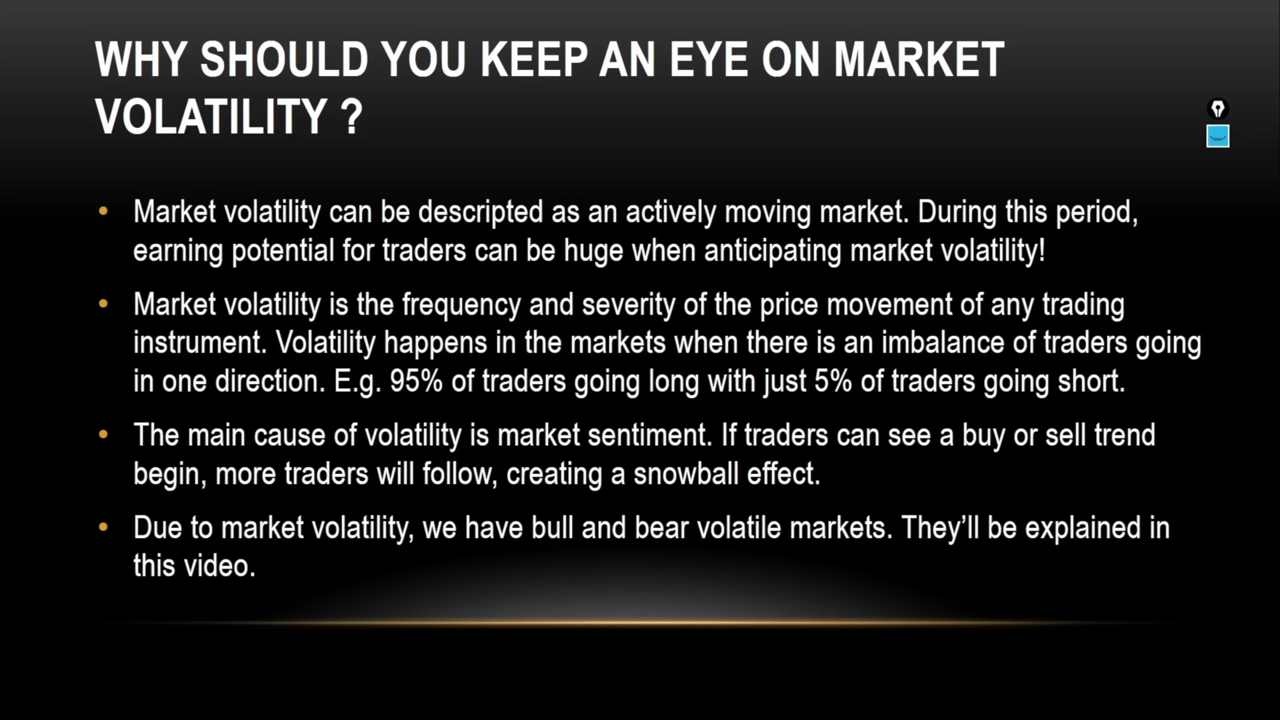 WHY SHOULD YOU KEEP AN EYE ON MARKET
VOLATILITY ?
• Market volatility can be descripted as an actively moving market. During this period,
earning potential for traders can be huge when anticipating market volatility!
• Market volatility is the frequency and severity of the price movement of any trading
instrument. Volatility happens in the markets when there is an imbalance of traders going
in one direction. E.g. 95% of traders going long with just 5% of traders going short.
• The main cause of volatility is market sentiment. If traders can see a buy or sell trend
begin, more traders will follow, creating a snowball effect.
• Due to market volatility, we have bull and bear volatile markets. They’ll be explained in
this video.